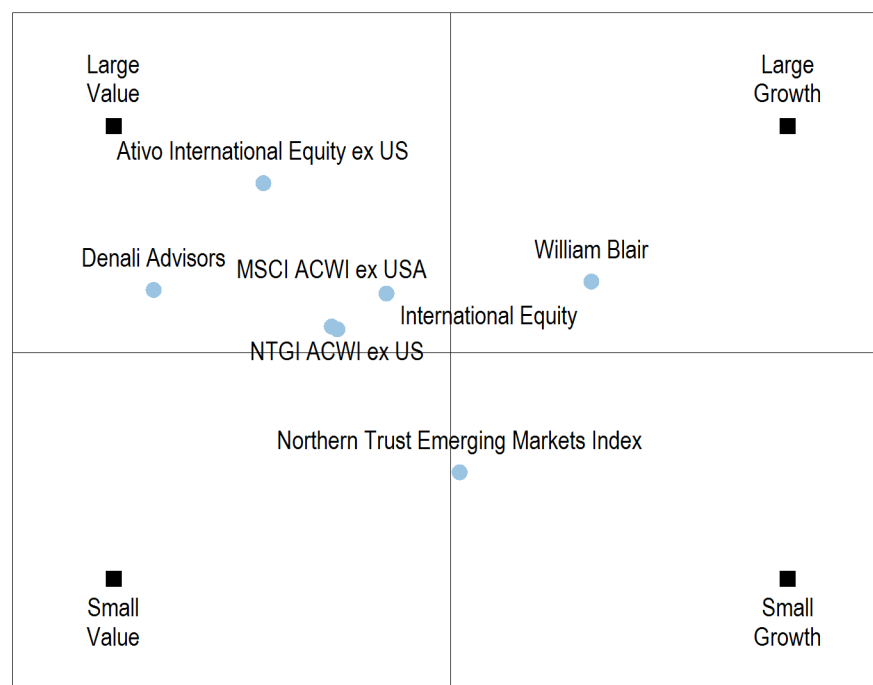 Large
Value
Large
Growth
Ativo International Equity ex US
Denali Advisors
MSCI ACWI ex USA
William Blair
International Equity
NTGI ACWI ex US
Northern Trust Emerging Markets Index
Small
Value
Small
Growth